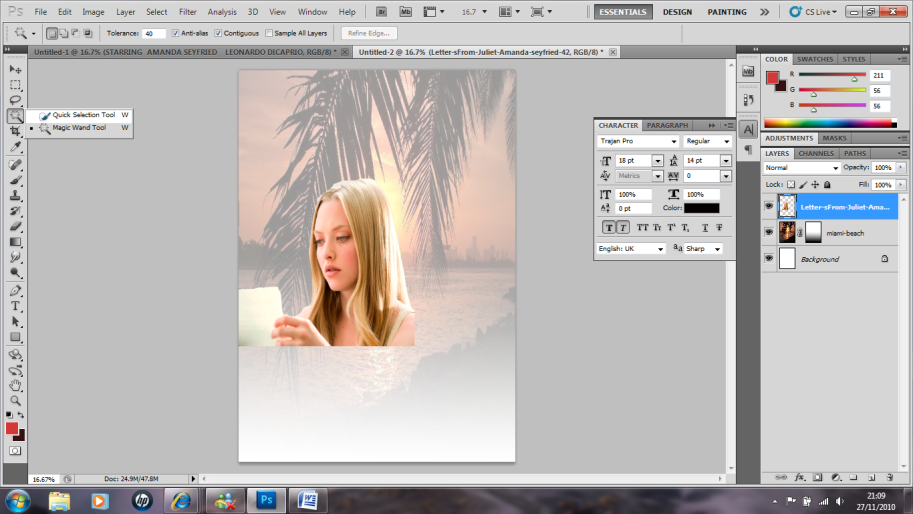 Ps File Edit Image Layer Select Filter Analysis 3D View Window Help Br Mb 16.7 ESSENTIALS DESIGN PAINTING CS Live
Tolerance: 40 Anti-alias Contiguous Sample All Layers Refine Edge...
Untitled-1 @ 16.7% (STARRING AMANDA SEYFRIED LEONARDO DICAPRIO, RGB/8) *
Untitled-2 @ 16.7% (Letter-sFrom-Juliet-Amanda-seyfried-42, RGB/8) *
Quick Selection Tool W
Magic Wand Tool W
CHARACTER PARAGRAPH
Trajan Pro Regular
18 pt 14 pt
Metrics 0
100% 100%
0 pt Color:
T T TT Tr T' T, T T
English: UK aa Sharp
Mb
A
COLOR SWATCHES STYLES
R 211
G 56
B 56
ADJUSTMENTS MASKS
LAYERS CHANNELS PATHS
Normal Opacity: 100%
Lock: Fill: 100%
Letter-sFrom-Juliet-Ama...
miami-beach
Background
16.67% Doc: 24.9M/47.8M
hp Ps W
21:09
27/11/2010